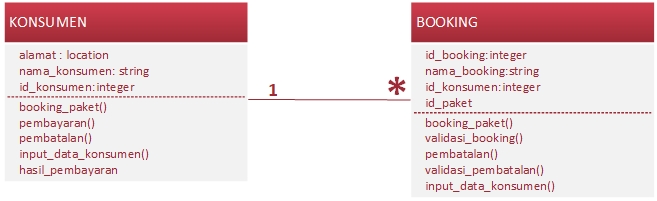 KONSUMEN
alamat : location
nama_konsumen: string
id_konsumen:integer
booking_paket()
pembayaran()
pembatalan()
input_data_konsumen()
hasil_pembayaran
1
*
BOOKING
id_booking:integer
nama_booking:string
id_konsumen:integer
id_paket
booking_paket()
validasi_booking()
pembatalan()
validasi_pembatalan()
input_data_konsumen()